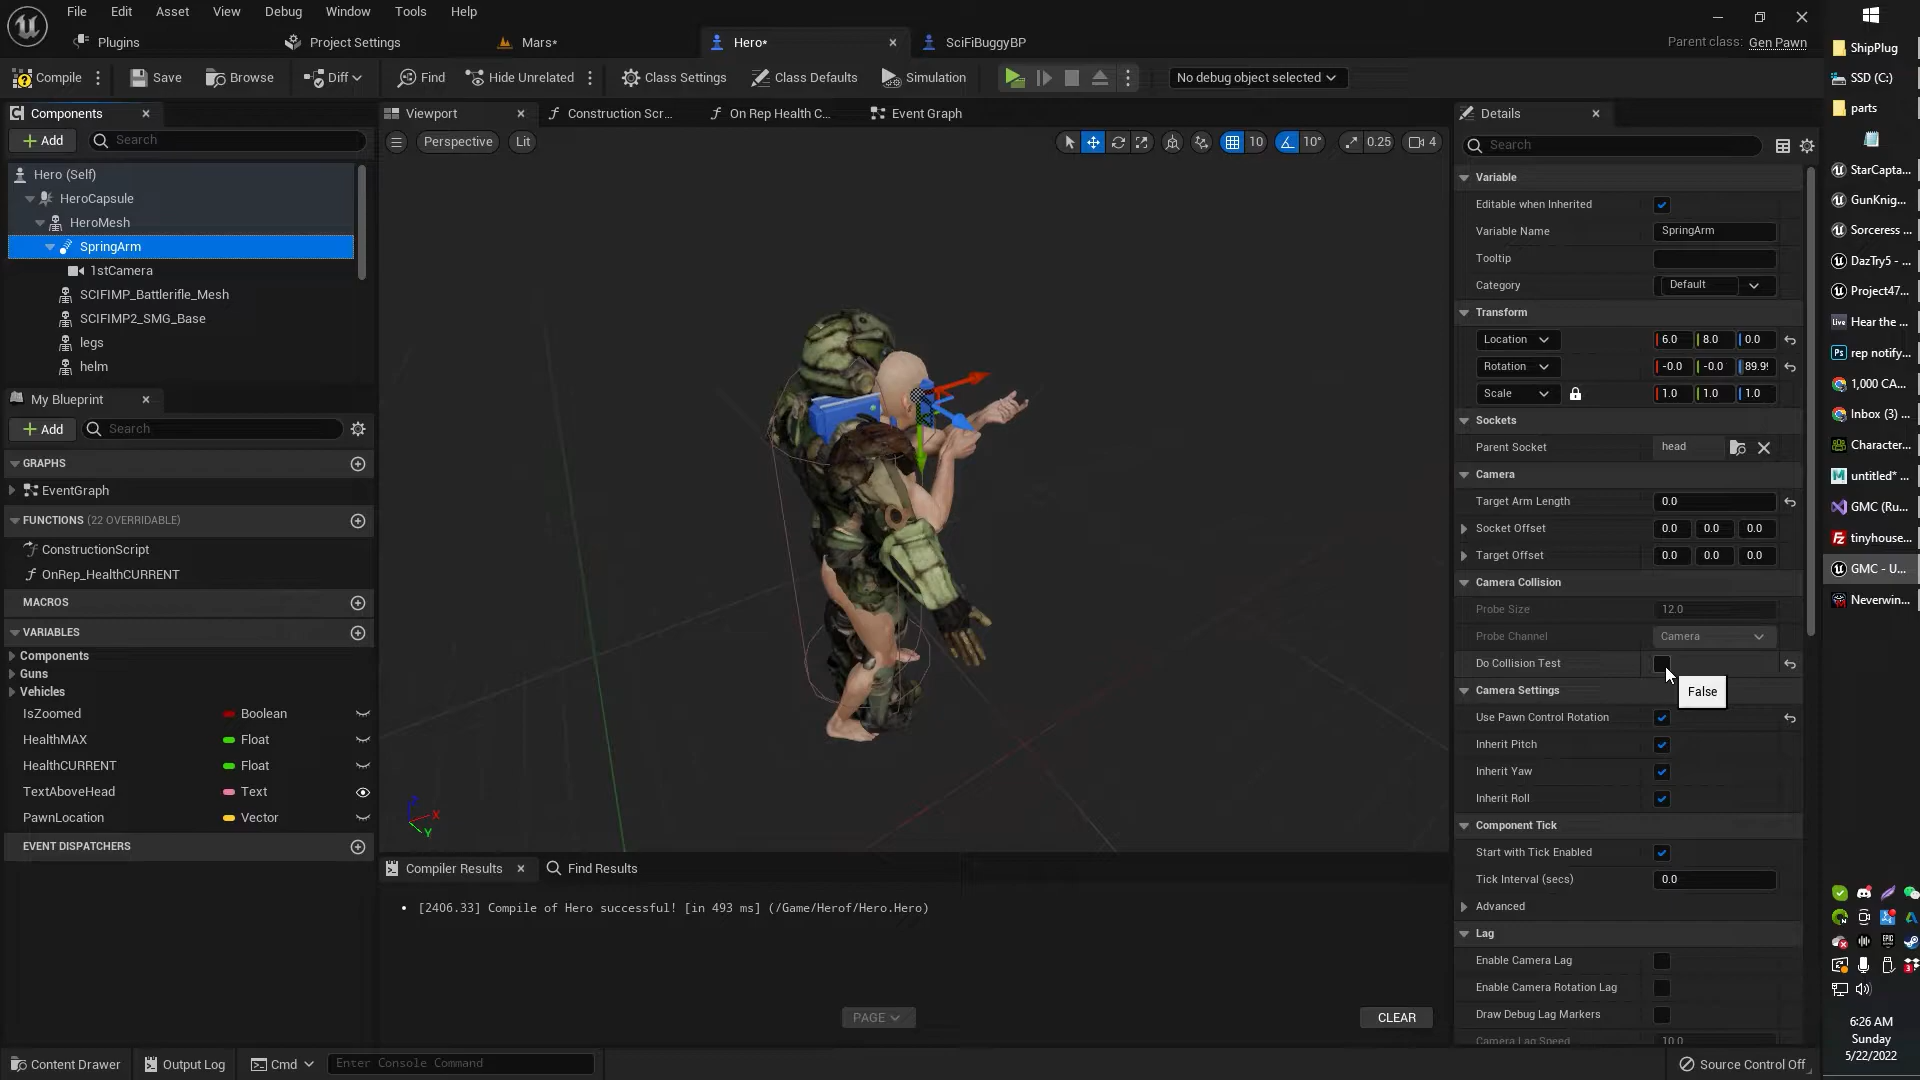 File Edit Asset View Debug Window Tools Help
Plugins
Project Settings
Mars*
Hero*
SciFiBuggyBP
Parent class: Gen Pawn
Compile
Save
Browse
Diff
Find
Hide Unrelated
Class Settings
Class Defaults
Simulation
No debug object selected
Components
Add
Search
Hero (Self)
HeroCapsule
HeroMesh
SpringArm
1stCamera
SCIFIMP_Battlerifle_Mesh
SCIFIMP2_SMG_Base
legs
helm
My Blueprint
Add
Search
GRAPHS
EventGraph
FUNCTIONS (22 OVERRIDABLE)
ConstructionScript
OnRep_HealthCURRENT
MACROS
VARIABLES
Components
Guns
Vehicles
IsZoomed Boolean
HealthMAX Float
HealthCURRENT Float
TextAboveHead Text
PawnLocation Vector
EVENT DISPATCHERS
Viewport
Construction Scr...
On Rep Health C...
Event Graph
Perspective
Lit
10
10°
0.25
4
X
Y
Compiler Results
Find Results
[2406.33] Compile of Hero successful! [in 493 ms] (/Game/Herof/Hero.Hero)
PAGE
CLEAR
Details
Search
Variable
Editable when Inherited
Variable Name SpringArm
Tooltip
Category Default
Transform
Location 6.0 8.0 0.0
Rotation -0.0 -0.0 89.9
Scale 1.0 1.0 1.0
Sockets
Parent Socket head
Camera
Target Arm Length 0.0
Socket Offset 0.0 0.0 0.0
Target Offset 0.0 0.0 0.0
Camera Collision
Probe Size 12.0
Probe Channel Camera
Do Collision Test
False
Camera Settings
Use Pawn Control Rotation
Inherit Pitch
Inherit Yaw
Inherit Roll
Component Tick
Start with Tick Enabled
Tick Interval (secs) 0.0
Advanced
Lag
Enable Camera Lag
Enable Camera Rotation Lag
Draw Debug Lag Markers
Camera Lag Speed 10.0
Content Drawer
Output Log
Cmd
Enter Console Command
Source Control Off
ShipPlug
SSD (C:)
parts
StarCapta...
GunKnig...
Sorceress ...
DazTry5 - ...
Project47...
Live Hear the ...
Ps rep notify...
1,000 CA...
Inbox (3) ...
Character...
untitled* ...
GMC (Ru...
tinyhouse...
GMC - U...
Neverwin...
6:26 AM
Sunday
5/22/2022